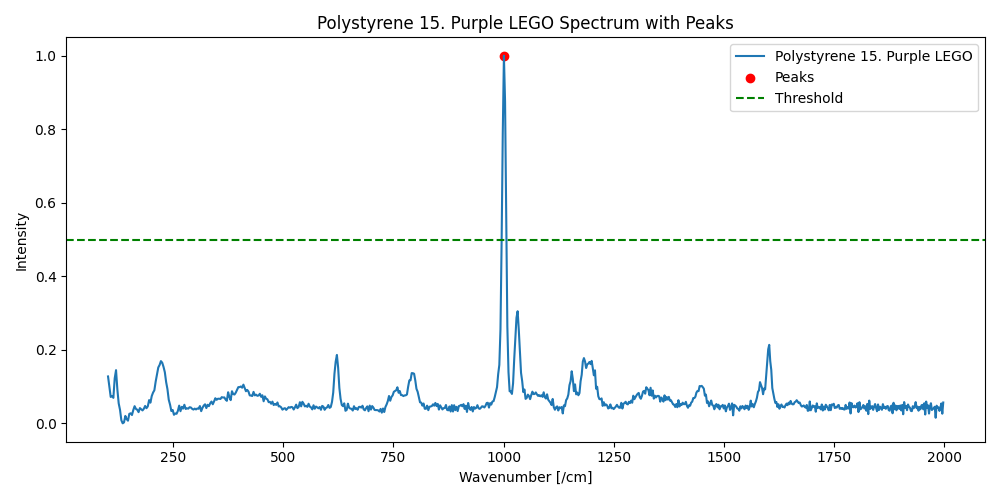 Polystyrene 15. Purple LEGO Spectrum with Peaks
Polystyrene 15. Purple LEGO
Peaks
Threshold
Intensity
1.0
0.8
0.6
0.4
0.2
0.0
250 500 750 1000 1250 1500 1750 2000
Wavenumber [/cm]